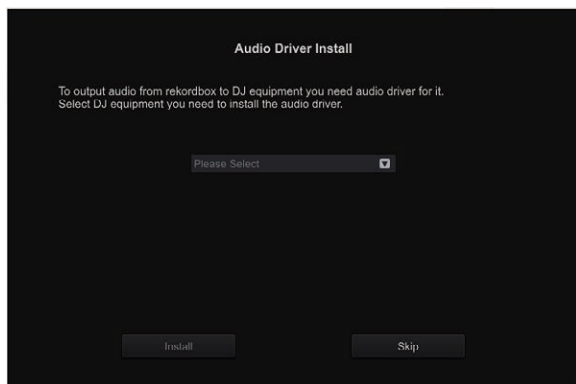 Audio Driver Install
To output audio from rekordbox to DJ equipment you need audio driver for it.
Select DJ equipment you need to install the audio driver.
Please Select
Install
Skip